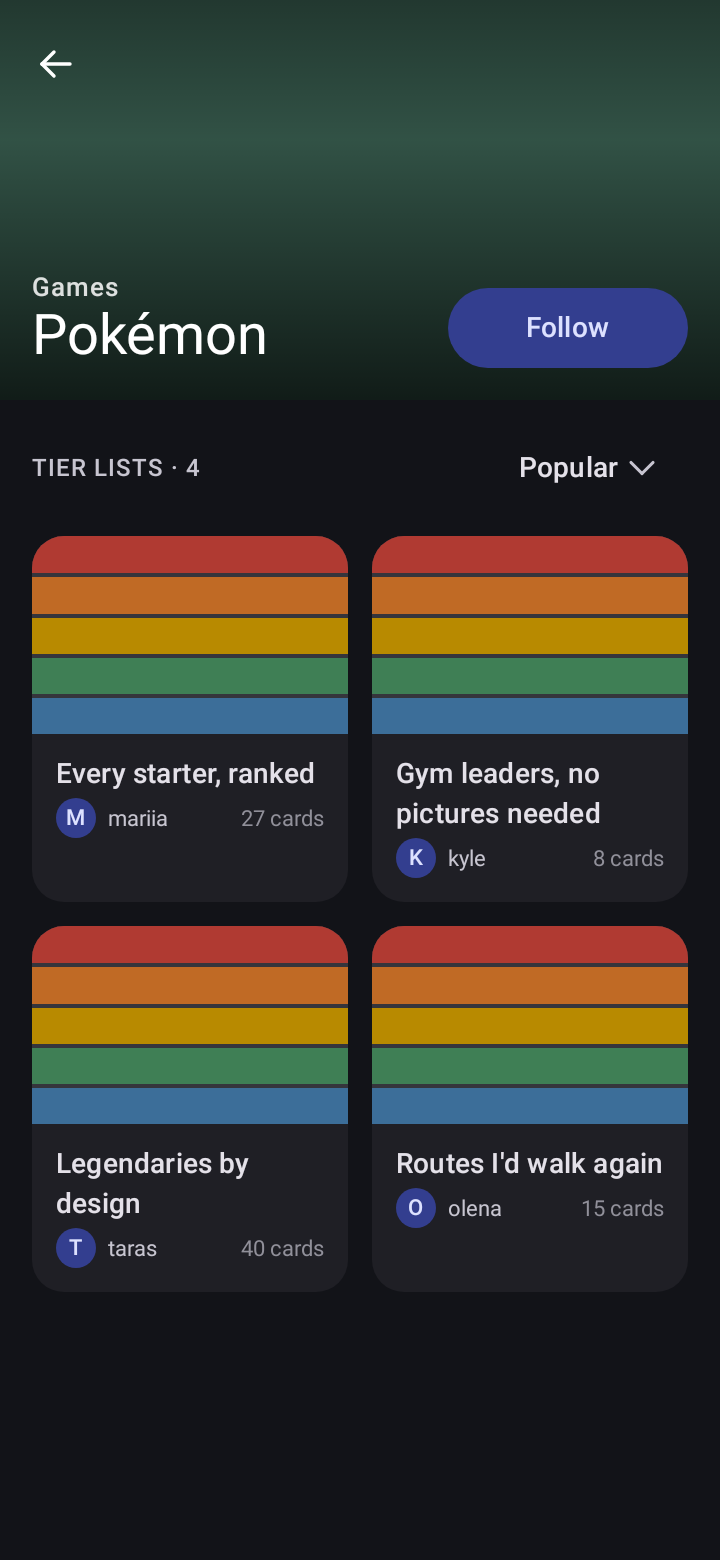 Games
Pokémon
Follow
TIER LISTS · 4
Popular
Every starter, ranked
M mariia 27 cards
Gym leaders, no
pictures needed
K kyle 8 cards
Legendaries by
design
T taras 40 cards
Routes I'd walk again
O olena 15 cards